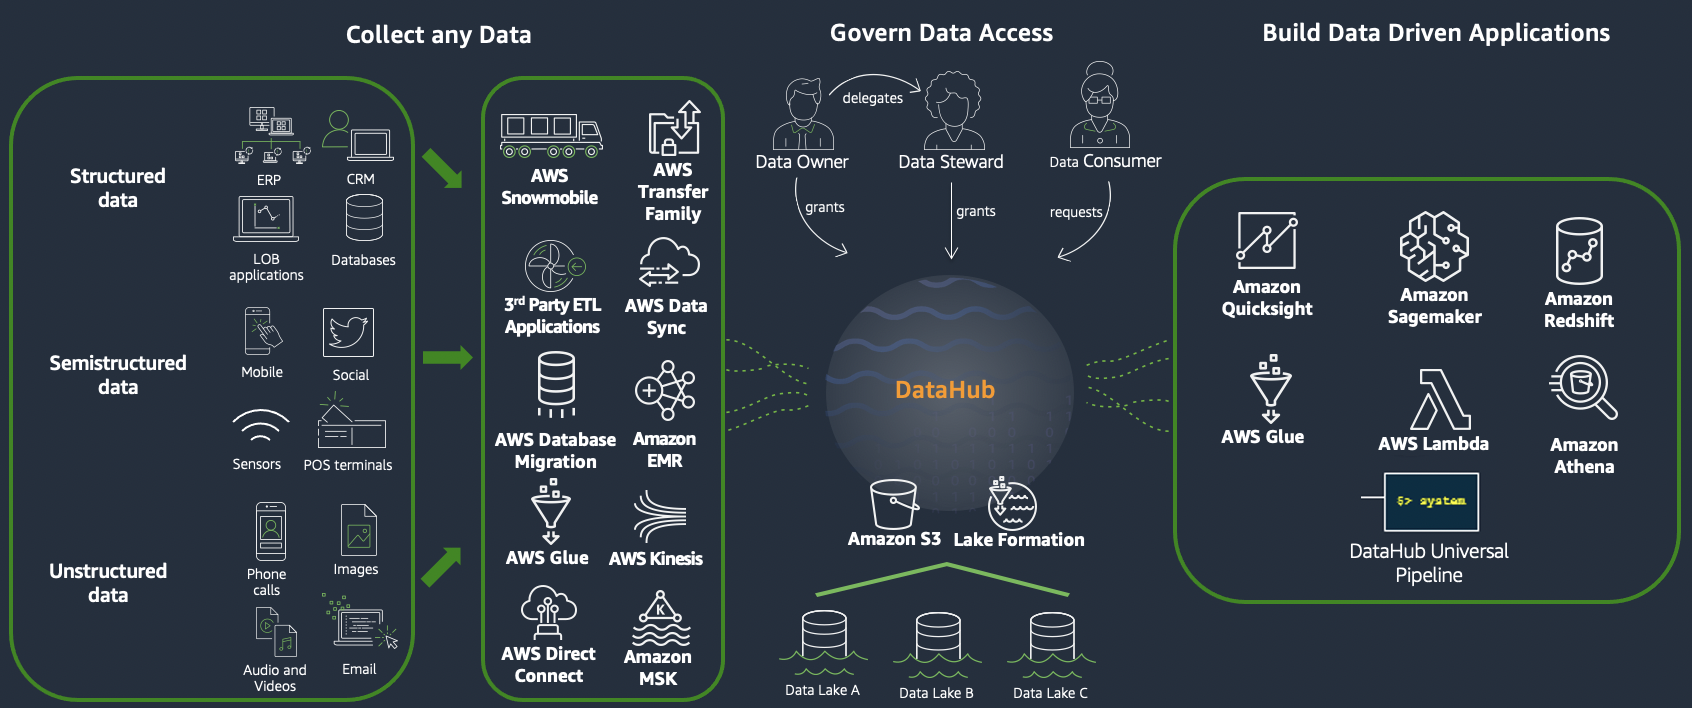 Collect any Data
Govern Data Access
Build Data Driven Applications
Structured
data
ERP
CRM
LOB
applications
Databases
Semistructured
data
Mobile
Social
Sensors
POS terminals
Unstructured
data
Phone
calls
Images
Audio and
Videos
Email
AWS
Snowmobile
AWS
Transfer
Family
3rd Party ETL
Applications
AWS Data
Sync
AWS Database
Migration
Amazon
EMR
AWS Glue
AWS Kinesis
AWS Direct
Connect
K
Amazon
MSK
delegates
Data Owner
Data Steward
Data Consumer
grants
grants
requests
DataHub
Amazon S3
Lake Formation
Data Lake A
Data Lake B
Data Lake C
Amazon
Quicksight
Amazon
Sagemaker
Amazon
Redshift
AWS Glue
AWS Lambda
Amazon
Athena
$> system
DataHub Universal
Pipeline